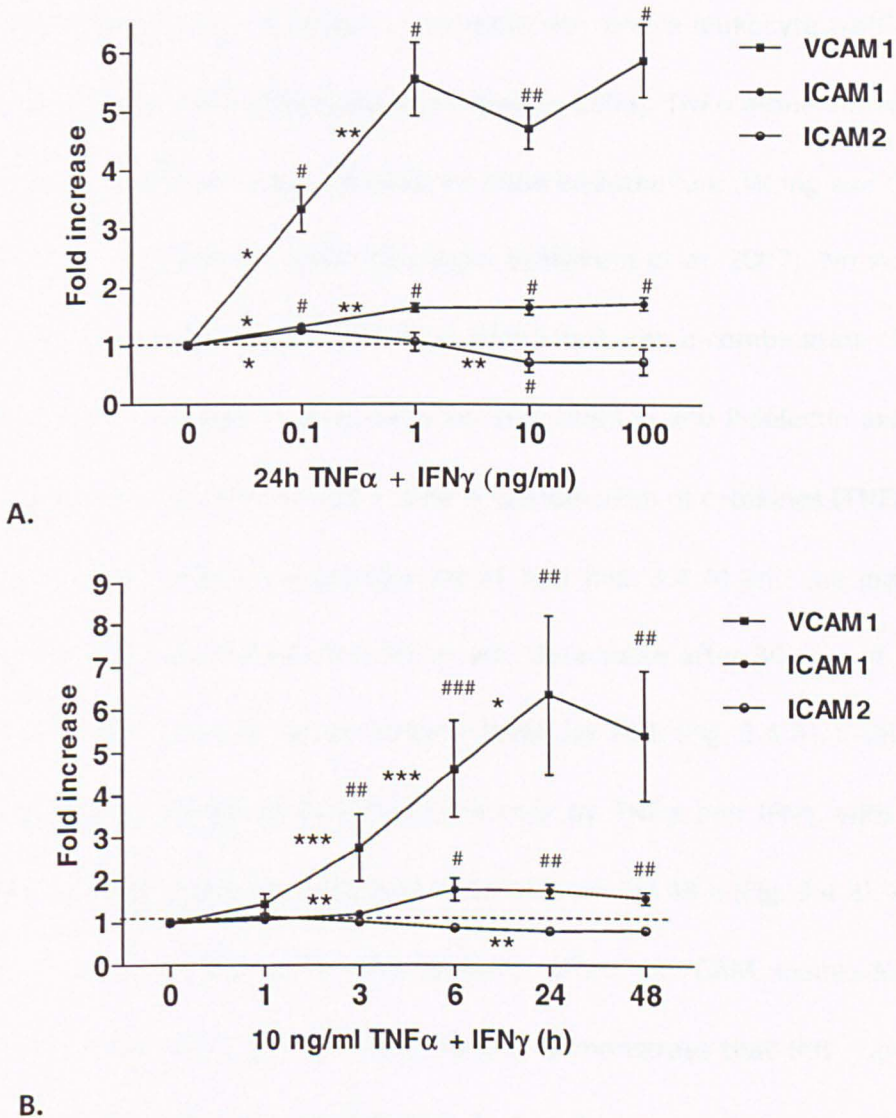 6
5
4
3
2
1
0
Fold increase
# # ## #
** *
# # # #
* **
* ** #
VCAM1
ICAM1
ICAM2
0 0.1 1 10 100
24h TNFα + IFNγ (ng/ml)
A.
9
8
7
6
5
4
3
2
1
0
Fold increase
## ### ## ##
*** *** *
# ## ##
** **
VCAM1
ICAM1
ICAM2
0 1 3 6 24 48
10 ng/ml TNFα + IFNγ (h)
B.